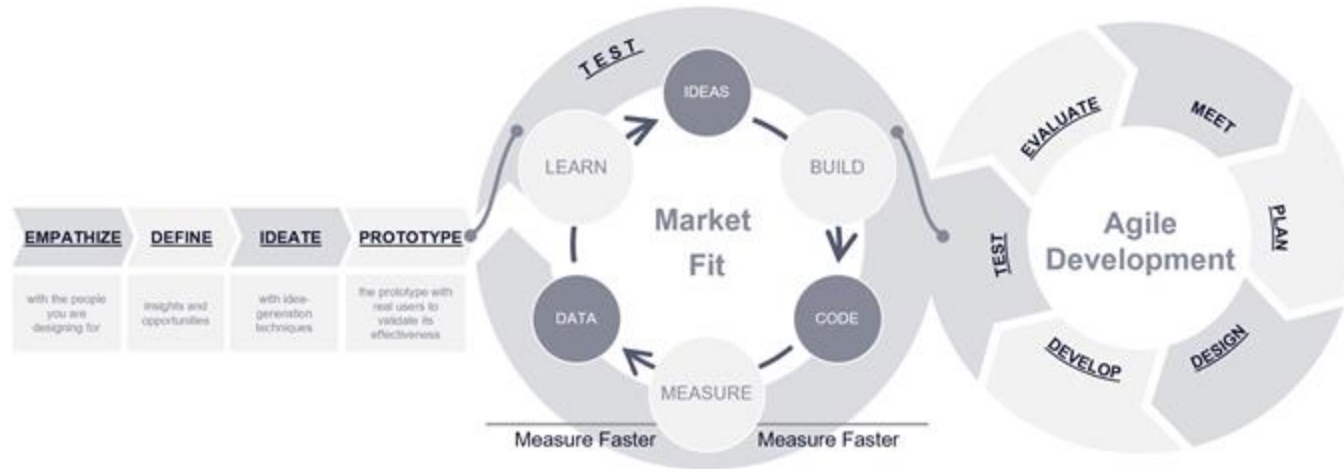 EMPATHIZE
with the people
you are
designing for
DEFINE
insights and
opportunities
IDEATE
with idea-
generation
techniques
PROTOTYPE
the prototype with
real users to
validate its
effectiveness
TEST
IDEAS
BUILD
CODE
MEASURE
DATA
LEARN
Market
Fit
Measure Faster
Measure Faster
MEET
PLAN
DESIGN
DEVELOP
TEST
EVALUATE
Agile
Development